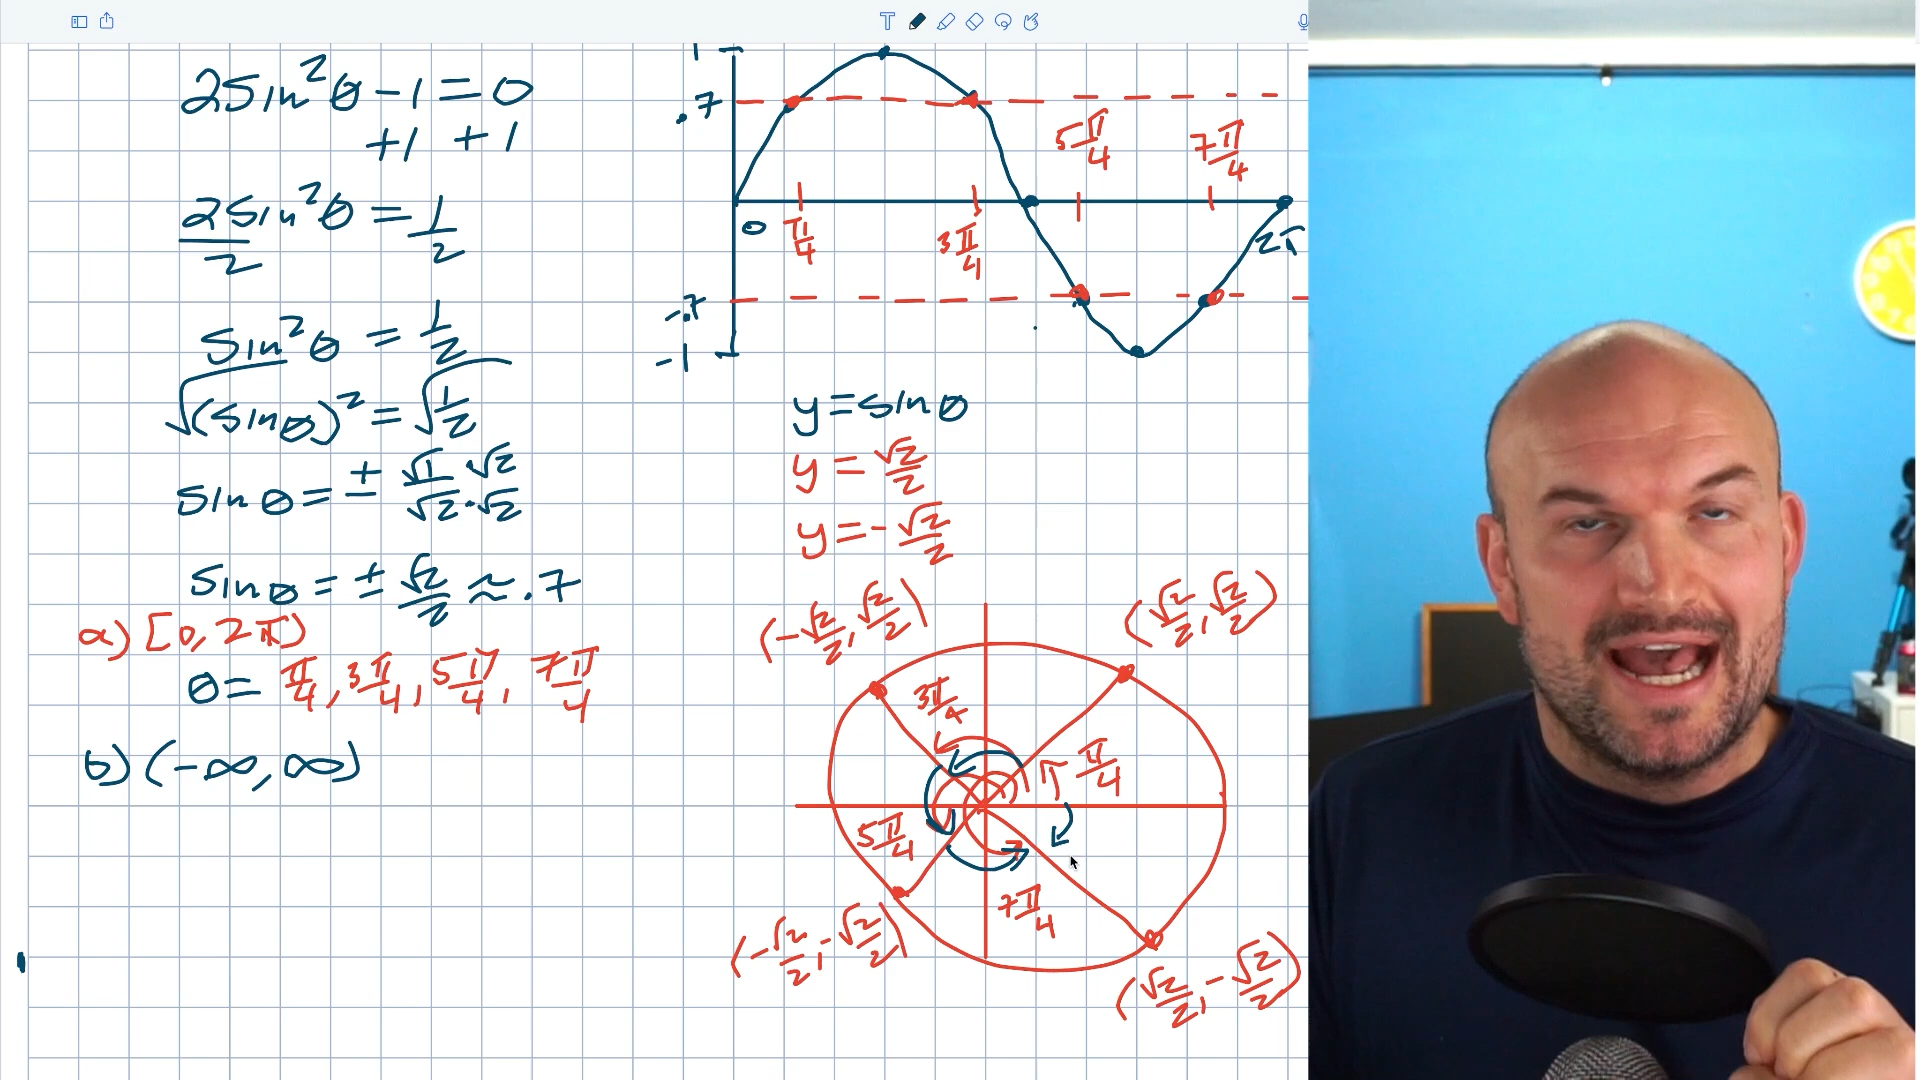 2sin²θ - 1 = 0
+1 +1
2sin²θ/2 = 1/2
sin²θ = 1/2
√(sinθ)² = √1/2
sinθ = ± √1/√2 · √2/√2
sinθ = ± √2/2 ≈ .7
a) [0, 2π)
θ = π/4, 3π/4, 5π/4, 7π/4
b) (-∞, ∞)
1
.7
5π/4 7π/4
0 π/4 3π/4 2π
-.7
-1
y = sinθ
y = √2/2
y = -√2/2
(-√2/2, √2/2) (√2/2, √2/2)
3π/4
π π/4
5π/4
7π/4
(-√2/2, -√2/2) (√2/2, -√2/2)